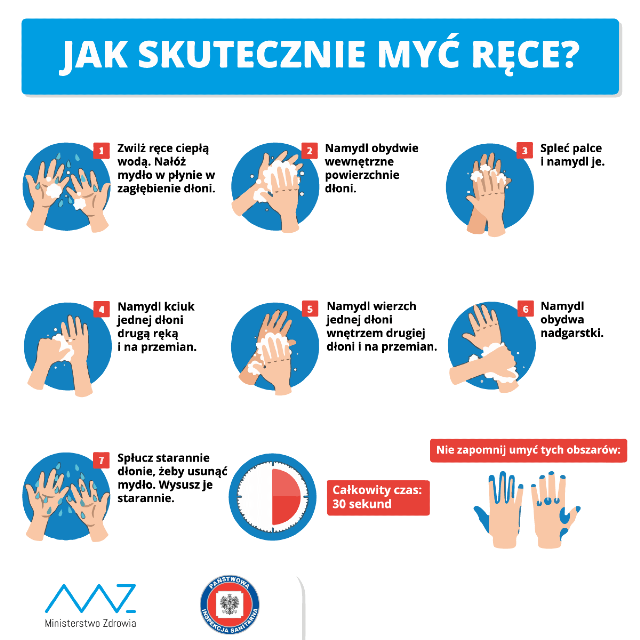 JAK SKUTECZNIE MYĆ RĘCE?
1
Zwilż ręce ciepłą
wodą. Nałóż
mydło w płynie w
zagłębienie dłoni.
2
Namydl obydwie
wewnętrzne
powierzchnie
dłoni.
3
Spleć palce
i namydl je.
4
Namydl kciuk
jednej dłoni
drugą ręką
i na przemian.
5
Namydl wierzch
jednej dłoni
wnętrzem drugiej
dłoni i na przemian.
6
Namydl
obydwa
nadgarstki.
7
Spłucz starannie
dłonie, żeby usunąć
mydło. Wysusz je
starannie.
Całkowity czas:
30 sekund
Nie zapomnij umyć tych obszarów:
Ministerstwo Zdrowia
PAŃSTWOWA
INSPEKCJA SANITARNA